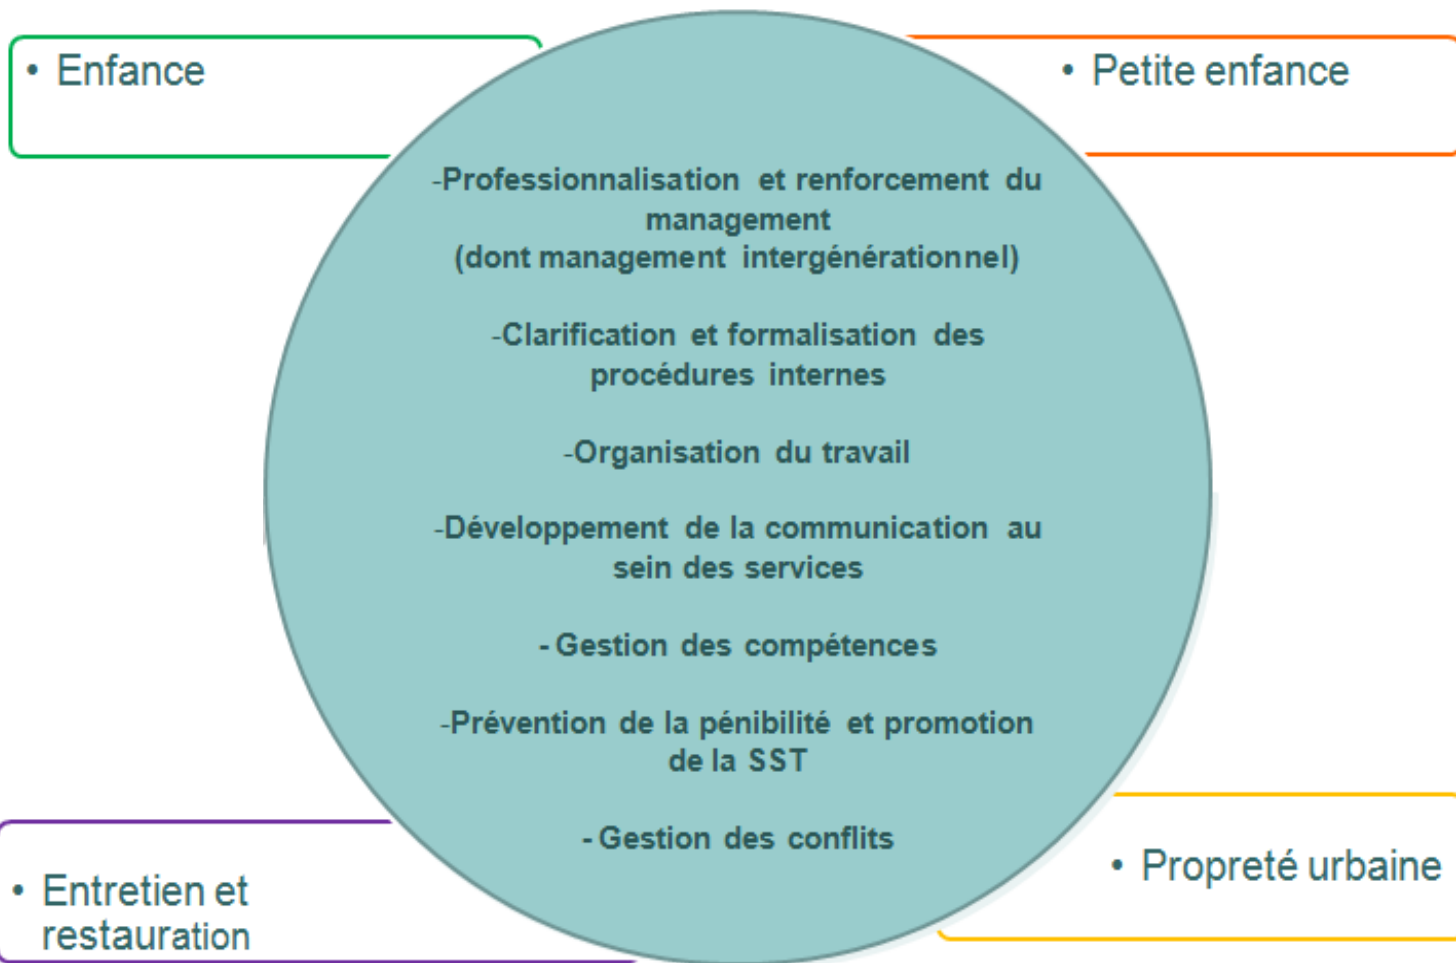 • Enfance
• Petite enfance
-Professionnalisation et renforcement du
management
(dont management intergénérationnel)
-Clarification et formalisation des
procédures internes
-Organisation du travail
-Développement de la communication au
sein des services
- Gestion des compétences
-Prévention de la pénibilité et promotion
de la SST
- Gestion des conflits
• Entretien et
restauration
• Propreté urbaine